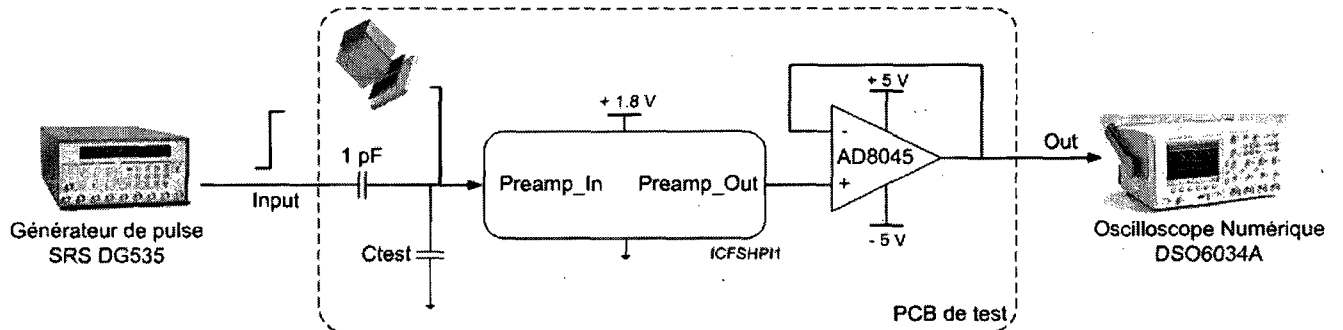 Générateur de pulse
SRS DG535
Input
1 pF
Ctest
+ 1.8 V
Preamp_In
Preamp_Out
ICFSHPI1
+ 5 V
-
AD8045
+
- 5 V
Out
Oscilloscope Numérique
DSO6034A
PCB de test